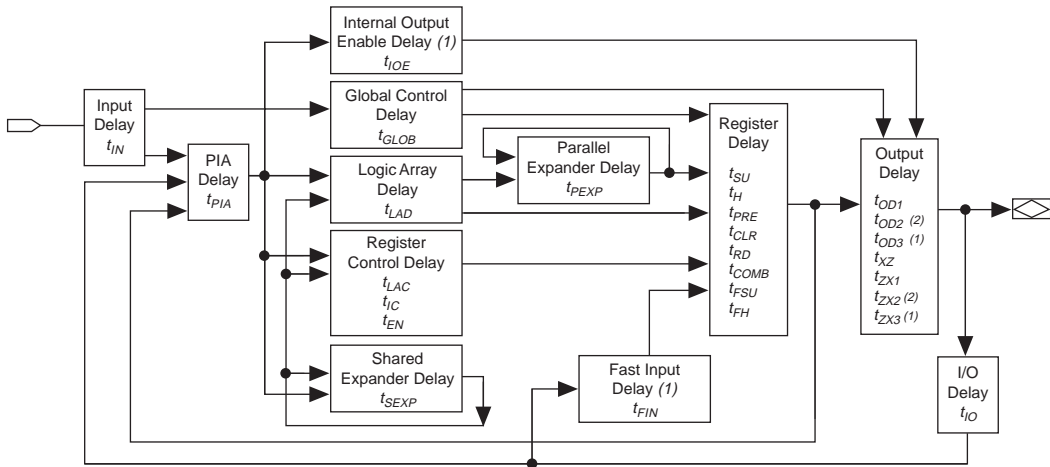 Internal Output
Enable Delay (1)
tIOE
Input
Delay
tIN
Global Control
Delay
tGLOB
Register
Delay
tSU
tH
tPRE
tCLR
tRD
tCOMB
tFSU
tFH
PIA
Delay
tPIA
Logic Array
Delay
tLAD
Parallel
Expander Delay
tPEXP
Output
Delay
tOD1
tOD2 (2)
tOD3 (1)
tXZ
tZX1
tZX2 (2)
tZX3 (1)
Register
Control Delay
tLAC
tIC
tEN
Shared
Expander Delay
tSEXP
Fast Input
Delay (1)
tFIN
I/O
Delay
tIO